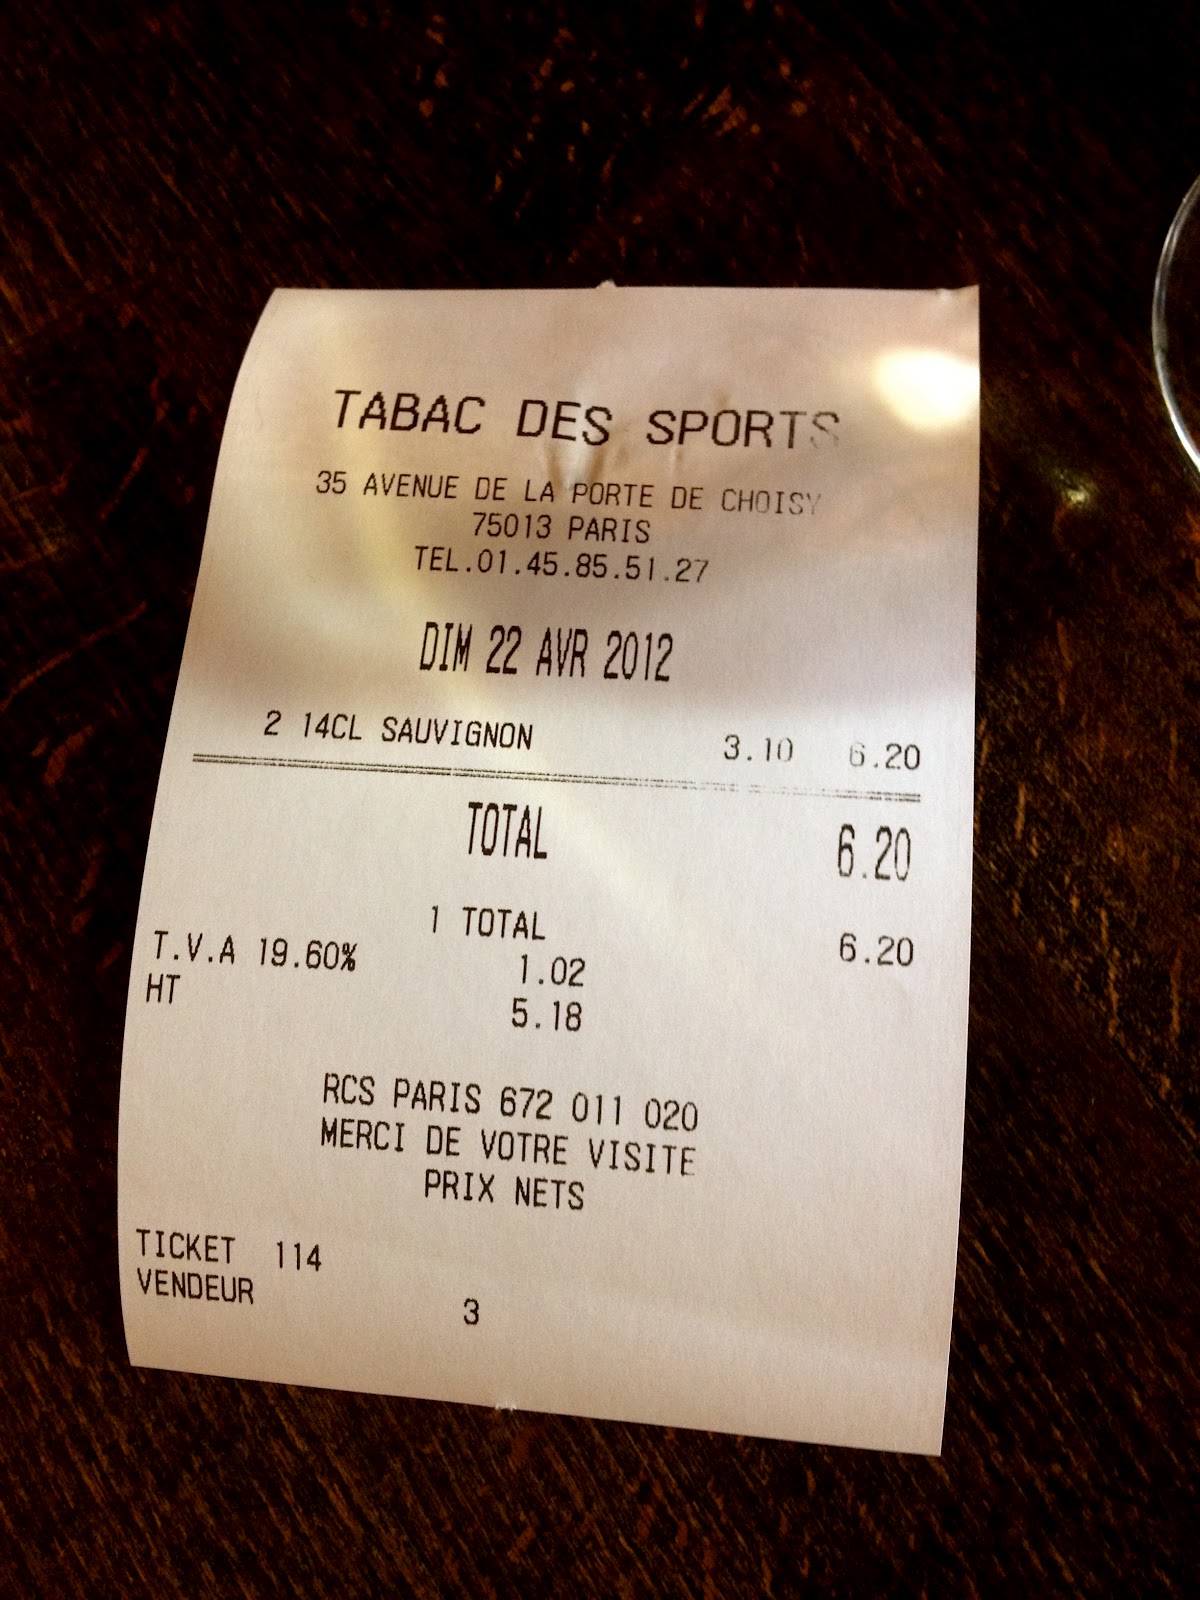 TABAC DES SPORTS
35 AVENUE DE LA PORTE DE CHOISY
75013 PARIS
TEL.01.45.85.51.27
DIM 22 AVR 2012
2 14CL SAUVIGNON 3.10 6.20
TOTAL 6.20
1 TOTAL 6.20
T.V.A 19.60% 1.02
HT 5.18
RCS PARIS 672 011 020
MERCI DE VOTRE VISITE
PRIX NETS
TICKET 114
VENDEUR 3